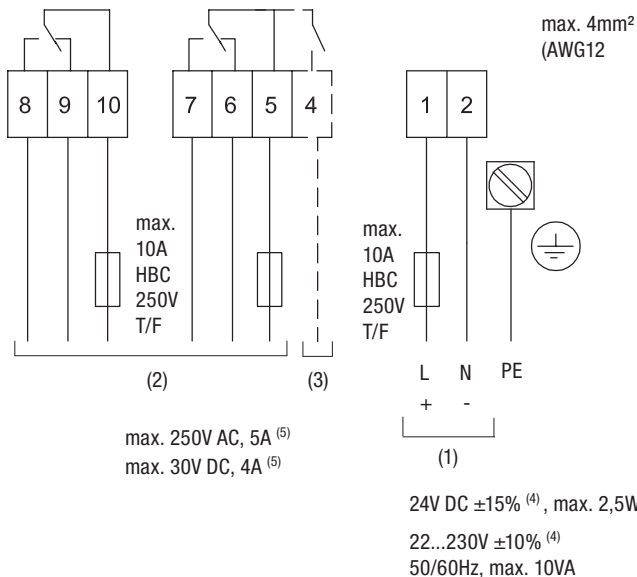 max. 4mm²
(AWG12
8 9 10
7 6 5 4
1 2
max.
10A
HBC
250V
T/F
max.
10A
HBC
250V
T/F
(2)
(3)
L N PE
+ -
(1)
max. 250V AC, 5A (5)
max. 30V DC, 4A (5)
24V DC ±15% (4) , max. 2,5W
22...230V ±10% (4)
50/60Hz, max. 10VA